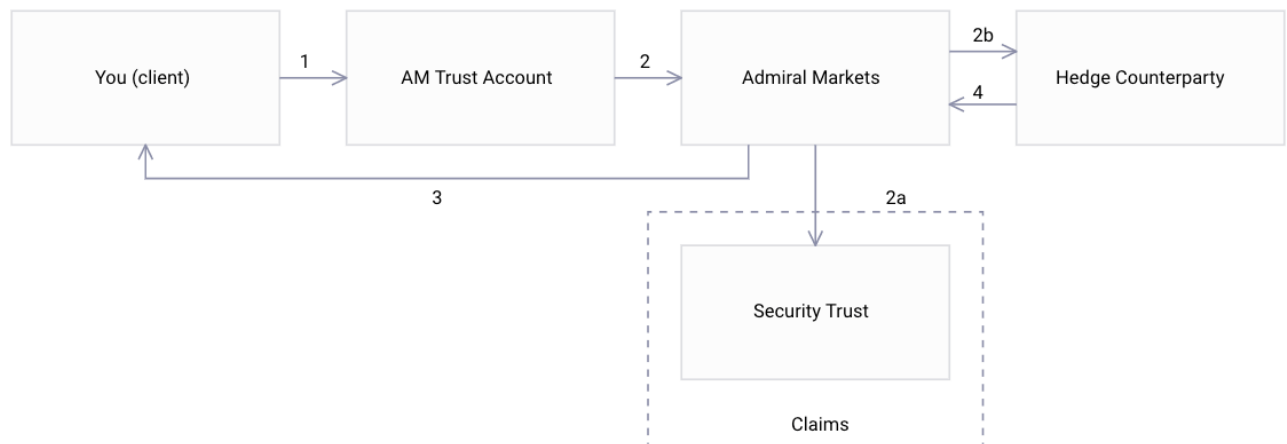 You (client)
1
AM Trust Account
2
Admiral Markets
2b
4
Hedge Counterparty
3
2a
Security Trust
Claims